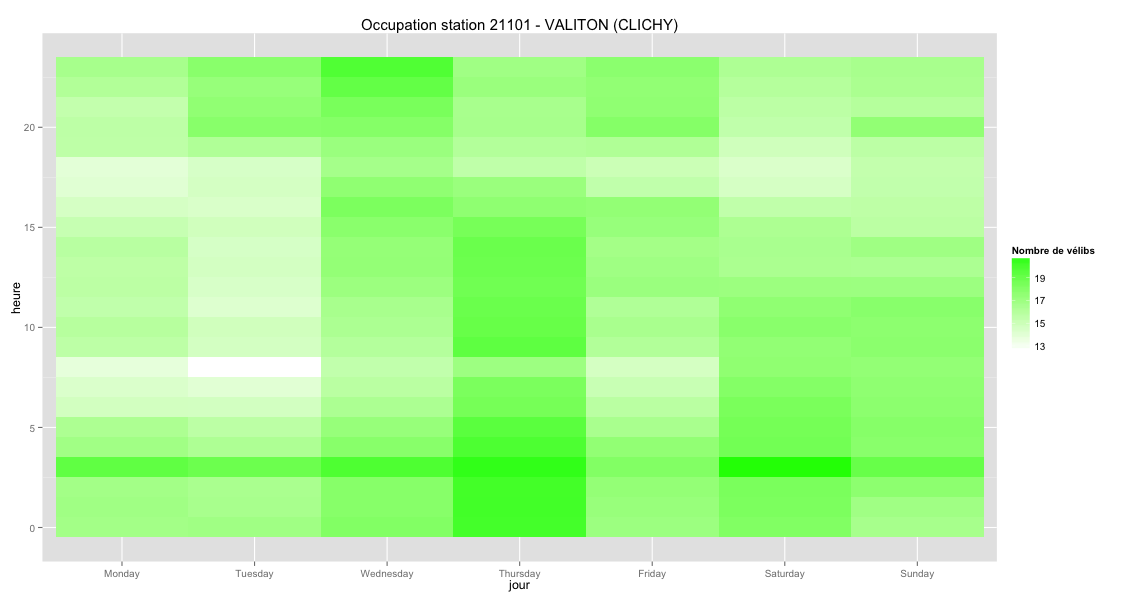 Occupation station 21101 - VALITON (CLICHY)
20
15
10
5
0
heure
Monday Tuesday Wednesday Thursday Friday Saturday Sunday
jour
Nombre de vélibs
19
17
15
13